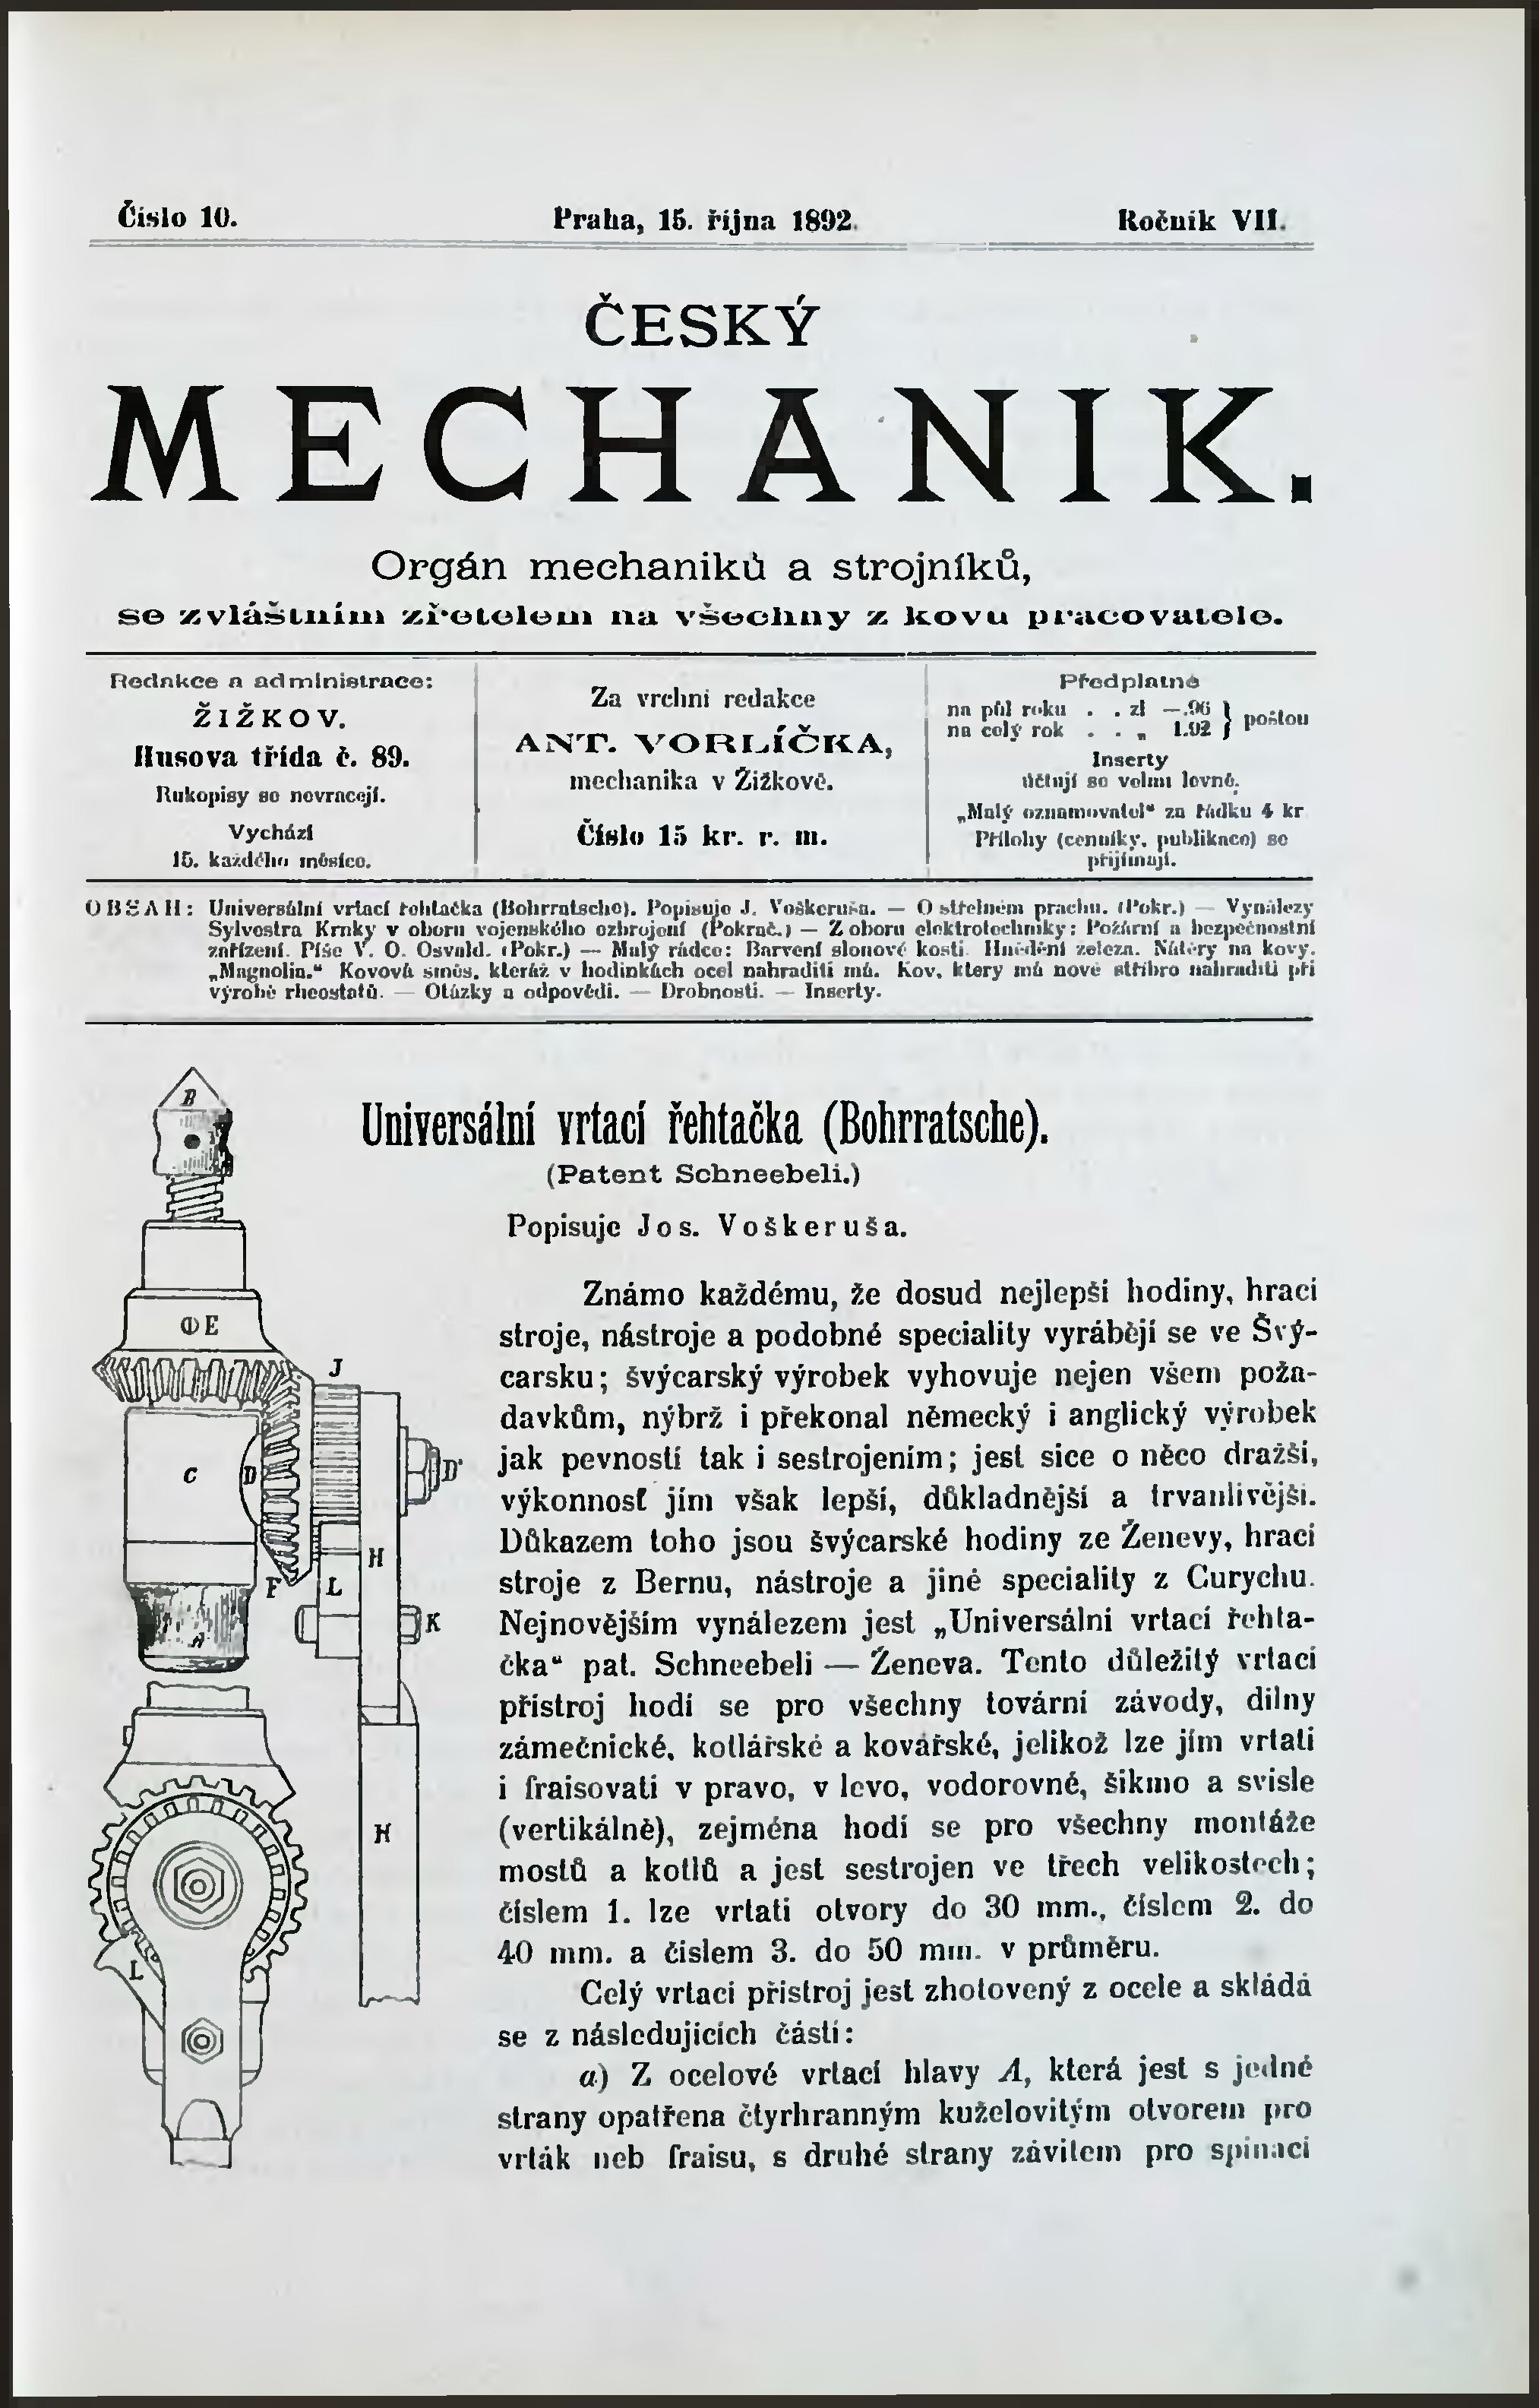 Číslo 10.
Praha, 15. října 1892.
Ročník VII.
ČESKÝ
MECHANIK.
Orgán mechaniků a strojníků,
se zvláštním zřetelem na všechny z kovu pracovatele.
Redakce a administrace:
ŽIŽKOV.
Husova třída č. 89.
Rukopisy se nevracejí.
Vychází
15. každého měsíce.
Za vrchní redakce
ANT. VORLÍČKA,
mechanika v Žižkově.
Číslo 15 kr. r. m.
Předplatné
na půl roku . . zl —.96 } poštou
na celý rok . . „ 1.92
Inserty
účtují se velmi levně.
„Malý oznamovatel“ za řádku 4 kr
Přílohy (cenníky, publikace) se
přijímají.
OBSAH: Universální vrtací řehtačka (Bohrratsche). Popisuje J. Voškeruša. — O střelném prachu. (Pokr.) — Vynálezy
Sylvestra Krnky v oboru vojenského ozbrojení (Pokrač.) — Z oboru elektrotechniky: Požární a bezpečnostní
zařízení. Píše V. O. Osvald. (Pokr.) — Malý rádce: Barvení slonové kosti. Hnědění železa. Nátěry na kovy.
„Magnolia.“ Kovová směs, kteráž v hodinkách ocel nahraditi má. Kov, který má nové stříbro nahraditi při
výrobě rheostatů. — Otázky a odpovědi. — Drobnosti. — Inserty.
Universální vrtací řehtačka (Bohrratsche).
(Patent Schneebeli.)
Popisuje Jos. Voškeruša.
Známo každému, že dosud nejlepší hodiny, hrací
stroje, nástroje a podobné speciality vyrábějí se ve Švý-
carsku; švýcarský výrobek vyhovuje nejen všem poža-
davkům, nýbrž i překonal německý i anglický výrobek
jak pevností tak i sestrojením; jest sice o něco dražší,
výkonnosť jím však lepší, důkladnější a trvanlivější.
Důkazem toho jsou švýcarské hodiny ze Ženevy, hrací
stroje z Bernu, nástroje a jiné speciality z Curychu.
Nejnovějším vynálezem jest „Universální vrtací řehta-
čka“ pat. Schneebeli — Ženeva. Tento důležitý vrtací
přístroj hodí se pro všechny tovární závody, dílny
zámečnické, kotlářské a kovářské, jelikož lze jím vrtati
i fraisovati v pravo, v levo, vodorovně, šikmo a svisle
(vertikálně), zejména hodí se pro všechny montáže
mostů a kotlů a jest sestrojen ve třech velikostech;
číslem 1. lze vrtati otvory do 30 mm., číslem 2. do
40 mm. a číslem 3. do 50 mm. v průměru.
Celý vrtací přístroj jest zhotovený z ocele a skládá
se z následujících částí:
a) Z ocelové vrtací hlavy A, která jest s jedné
strany opatřena čtyrhranným kuželovitým otvorem pro
vrták neb fraisu, s druhé strany závitem pro spínací
B
E
J
C
D
D'
H
F
L
K
A
H
L